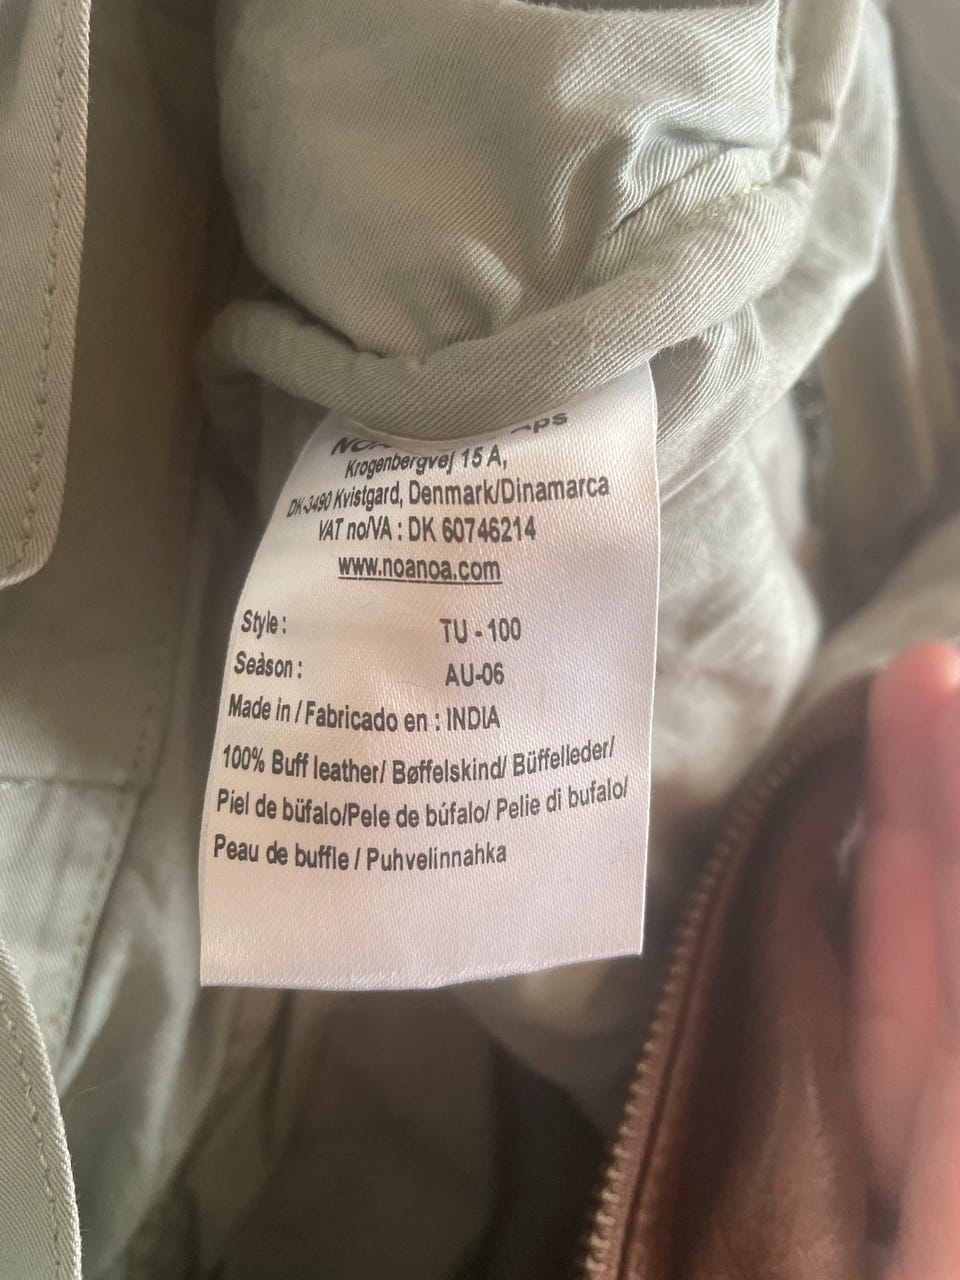 Krogenbergvej 15 A,
DK-3490 Kvistgard, Denmark/Dinamarca
VAT no/VA : DK 60746214
www.noanoa.com
Style : TU - 100
Seàson : AU-06
Made in / Fabricado en : INDIA
100% Buff leather/ Bøffelskind/ Büffelleder/
Piel de büfalo/Pele de búfalo/ Pelie di bufalo/
Peau de buffle / Puhvelinnahka